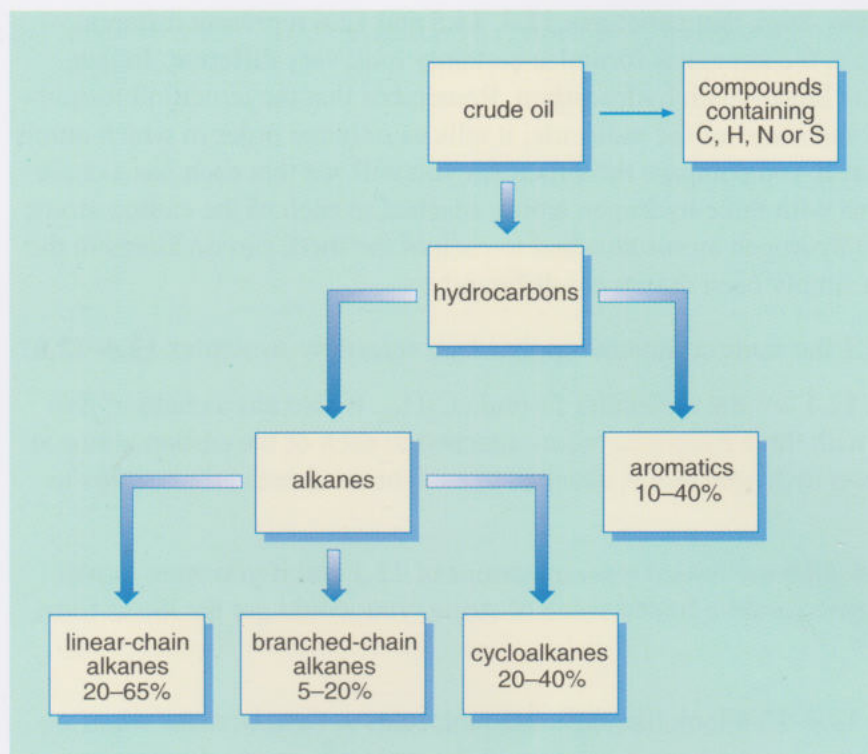 crude oil
compounds
containing
C, H, N or S
hydrocarbons
alkanes
aromatics
10–40%
linear-chain
alkanes
20–65%
branched-chain
alkanes
5–20%
cycloalkanes
20–40%